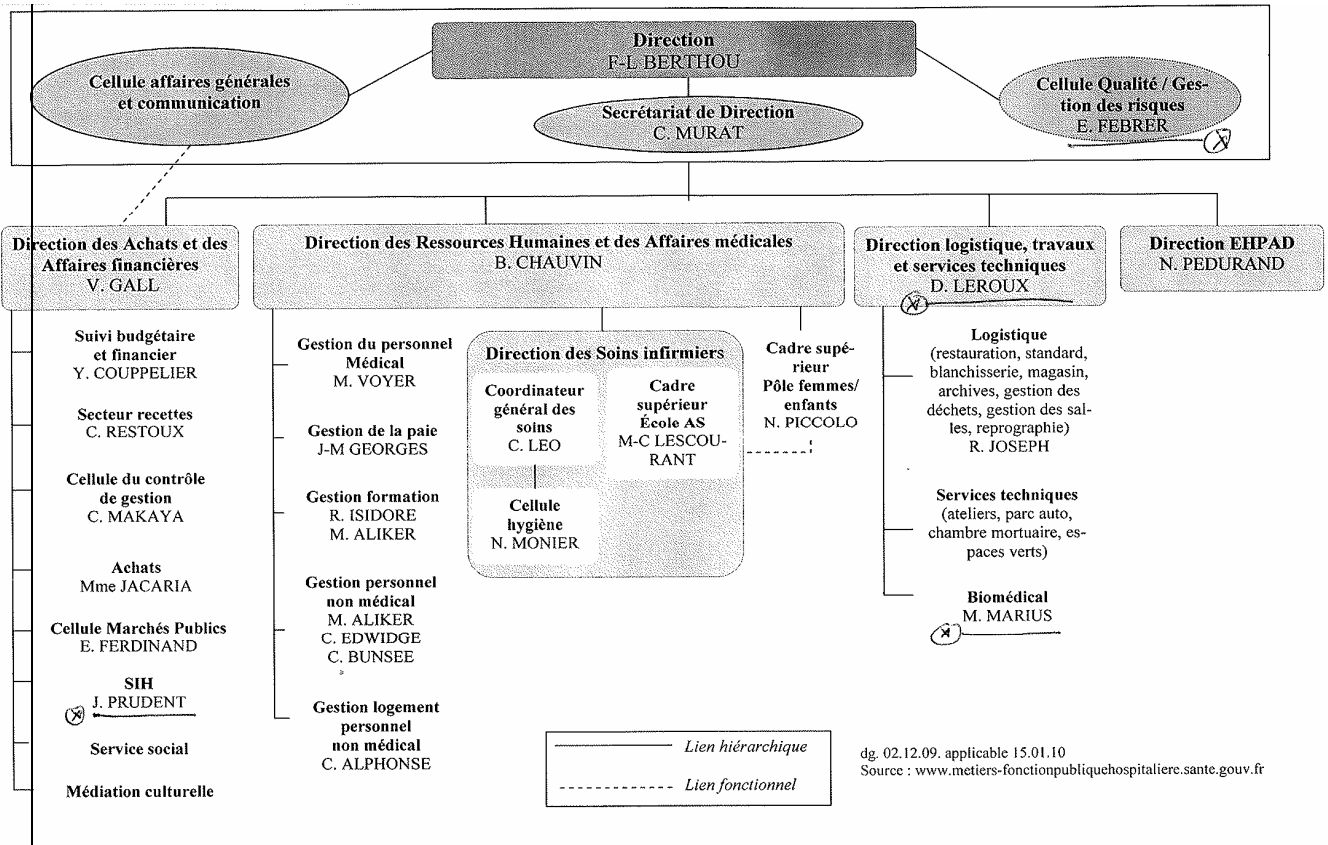 Direction
F-L BERTHOU
Cellule affaires générales
et communication
Secrétariat de Direction
C. MURAT
Cellule Qualité / Ges-
tion des risques
E. FEBRER
Direction des Achats et des
Affaires financières
V. GALL
Direction des Ressources Humaines et des Affaires médicales
B. CHAUVIN
Direction logistique, travaux
et services techniques
D. LEROUX
Direction EHPAD
N. PEDURAND
Suivi budgétaire
et financier
Y. COUPPELIER
Secteur recettes
C. RESTOUX
Cellule du contrôle
de gestion
C. MAKAYA
Achats
Mme JACARIA
Cellule Marchés Publics
E. FERDINAND
SIH
J. PRUDENT
Service social
Médiation culturelle
Gestion du personnel
Médical
M. VOYER
Gestion de la paie
J-M GEORGES
Gestion formation
R. ISIDORE
M. ALIKER
Gestion personnel
non médical
M. ALIKER
C. EDWIDGE
C. BUNSEE
Gestion logement
personnel
non médical
C. ALPHONSE
Direction des Soins infirmiers
Coordinateur
général des
soins
C. LEO
Cellule
hygiène
N. MONIER
Cadre
supérieur
École AS
M-C LESCOU-
RANT
Cadre supé-
rieur
Pôle femmes/
enfants
N. PICCOLO
Logistique
(restauration, standard,
blanchisserie, magasin,
archives, gestion des
déchets, gestion des sal-
les, reprographie)
R. JOSEPH
Services techniques
(ateliers, parc auto,
chambre mortuaire, es-
paces verts)
Biomédical
M. MARIUS
Lien hiérarchique
Lien fonctionnel
dg. 02.12.09. applicable 15.01.10
Source : www.metiers-fonctionpubliquehospitaliere.sante.gouv.fr